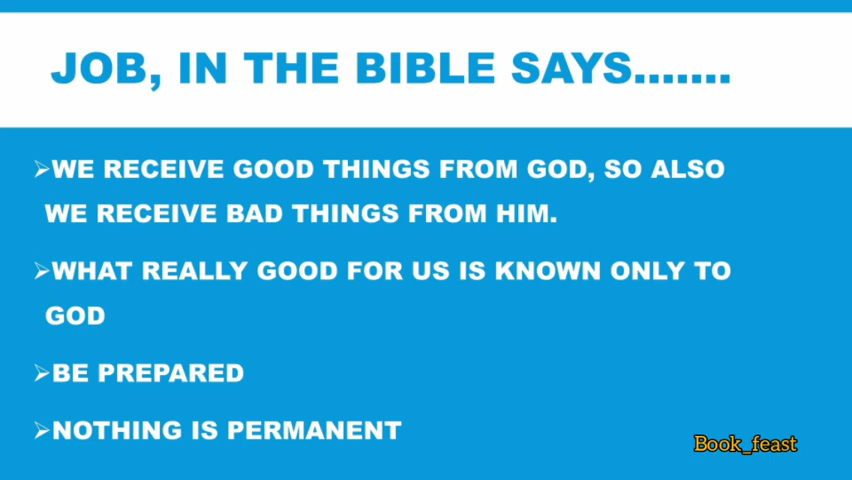 JOB, IN THE BIBLE SAYS.......
➢WE RECEIVE GOOD THINGS FROM GOD, SO ALSO
WE RECEIVE BAD THINGS FROM HIM.
➢WHAT REALLY GOOD FOR US IS KNOWN ONLY TO
GOD
➢BE PREPARED
➢NOTHING IS PERMANENT
Book_feast